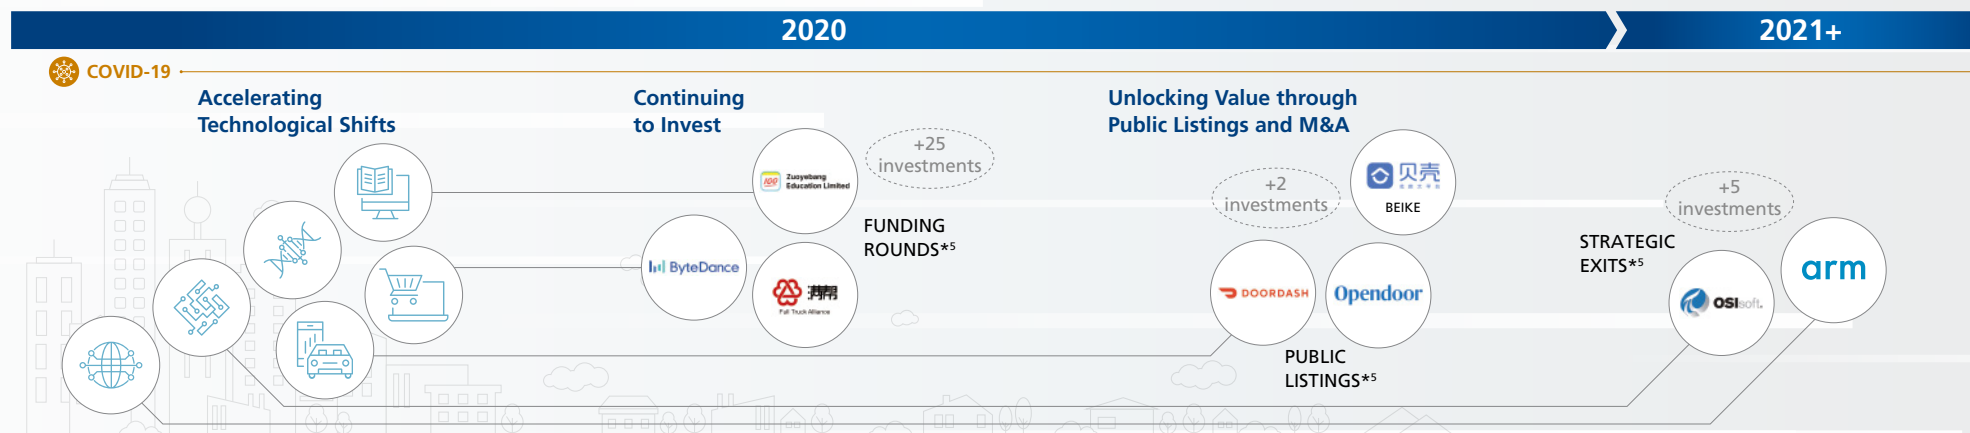 2020
2021+
COVID-19
Accelerating
Technological Shifts
Continuing
to Invest
Unlocking Value through
Public Listings and M&A
Zuoyebang
Education Limited
+25
investments
FUNDING
ROUNDS*5
ByteDance
满帮
Full Truck Alliance
+2
investments
贝壳
BEIKE
DOORDASH
Opendoor
PUBLIC
LISTINGS*5
+5
investments
STRATEGIC
EXITS*5
OSIsoft.
arm